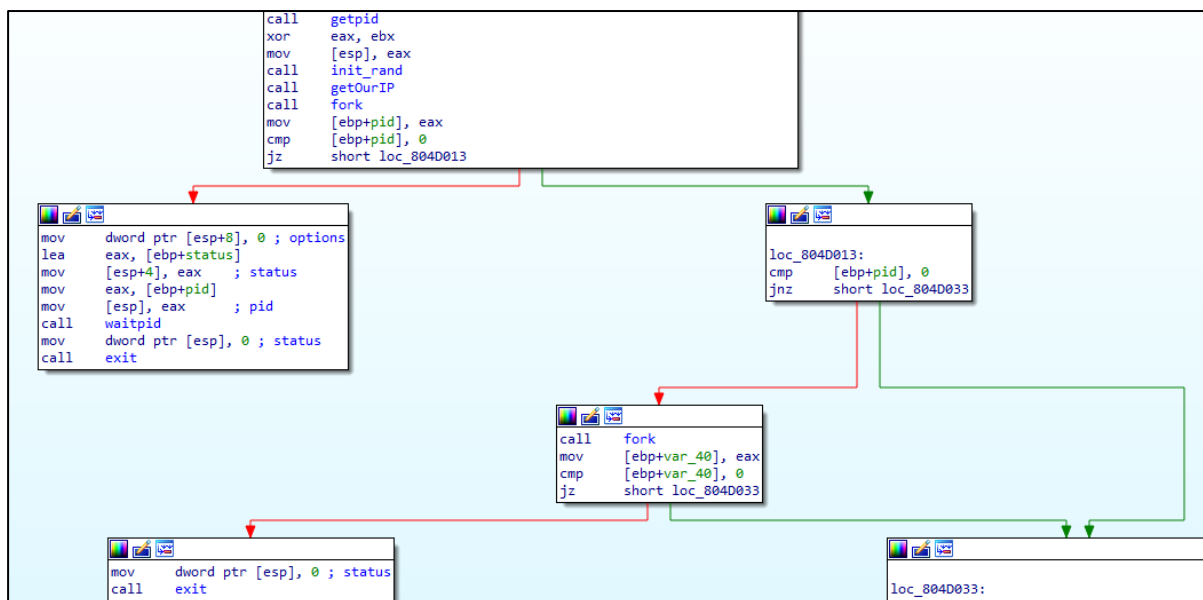 call getpid
xor eax, ebx
mov [esp], eax
call init_rand
call getOurIP
call fork
mov [ebp+pid], eax
cmp [ebp+pid], 0
jz short loc_804D013
mov dword ptr [esp+8], 0 ; options
lea eax, [ebp+status]
mov [esp+4], eax ; status
mov eax, [ebp+pid]
mov [esp], eax ; pid
call waitpid
mov dword ptr [esp], 0 ; status
call exit
loc_804D013:
cmp [ebp+pid], 0
jnz short loc_804D033
call fork
mov [ebp+var_40], eax
cmp [ebp+var_40], 0
jz short loc_804D033
mov dword ptr [esp], 0 ; status
call exit
loc_804D033: